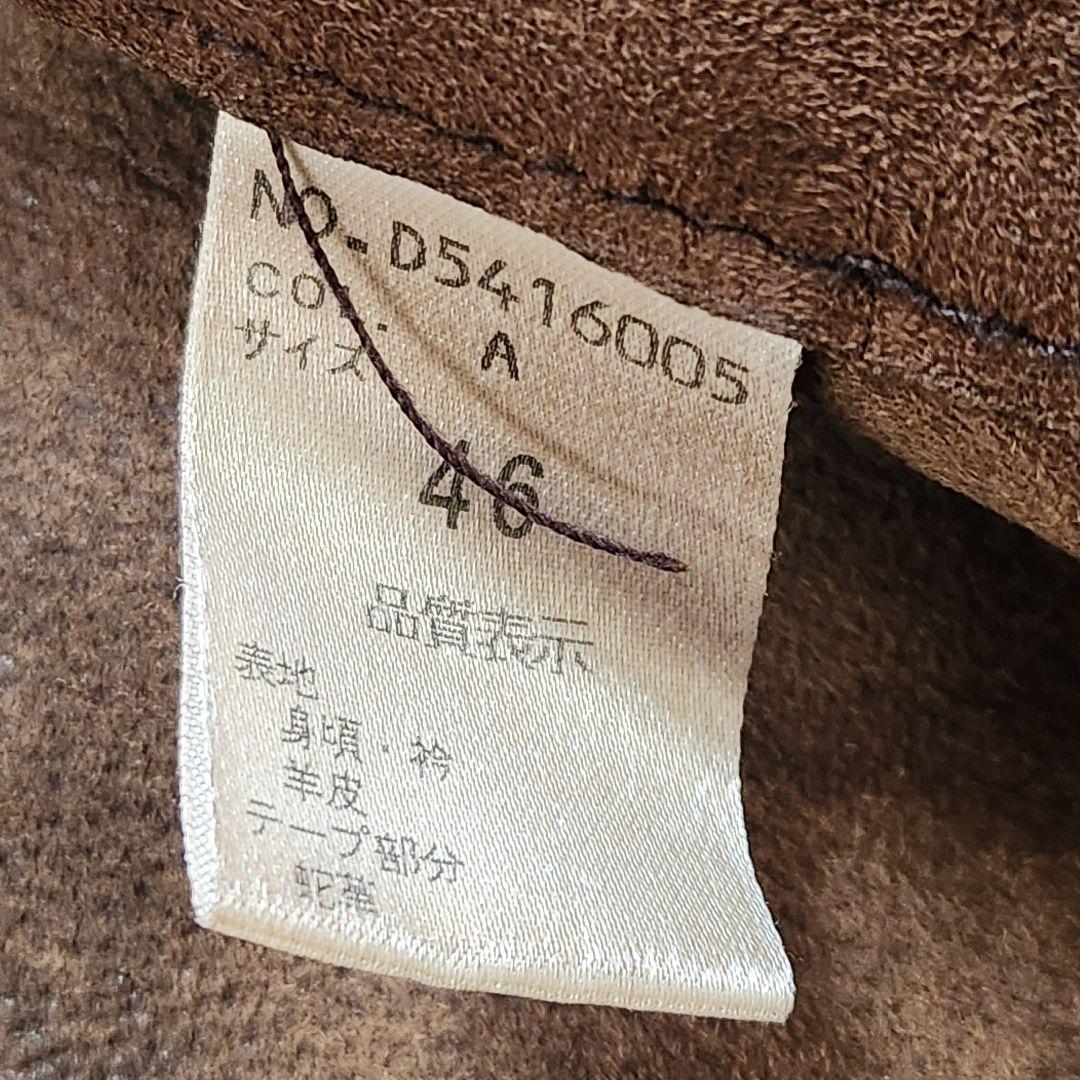 NO. D5416005
COL. A
サイズ
46
品質表示
表地
身頃・衿
羊皮
テープ部分
蛇革